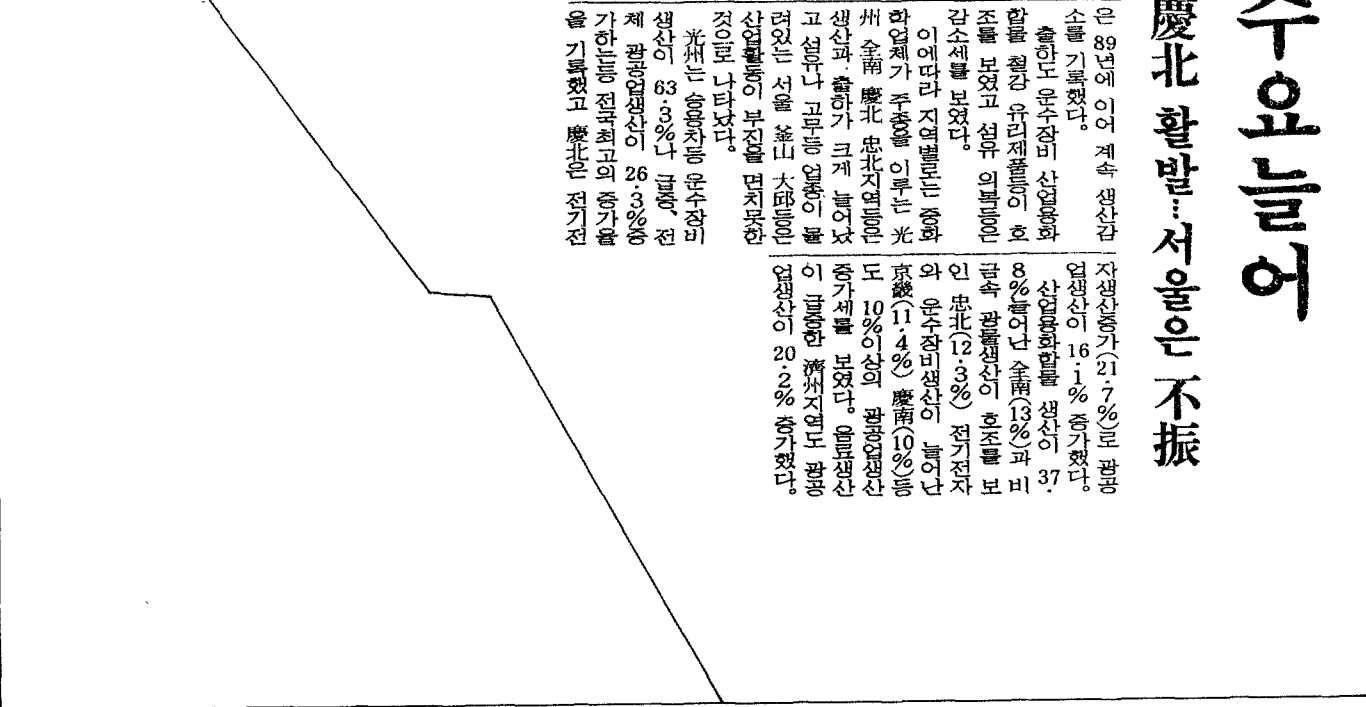 수요늘어
慶北 활발…서울은 不振
은 89년에 이어 계속 생산감
소를 기록했다.
출하도 운수장비 산업용화
합물 철강 유리제품등이 호
조를 보였고 섬유 의복등은
감소세를 보였다.
이에따라 지역별로는 중화
학업체가 주종을 이루는 光
州 全南 慶北 忠北지역등은
생산과 출하가 크게 늘어났
고 섬유나 고무등 업종이 몰
려있는 서울 釜山 大邱등은
산업활동이 부진을 면치못한
것으로 나타났다.
光州는 승용차등 운수장비
생산이 63·3%나 급증、전
체 광공업생산이 26·3%증
가하는등 전국최고의 증가율
을 기록했고 慶北은 전기전
자생산증가(21·7%)로 광공
업생산이 16·1% 증가했다.
산업용화합물 생산이 37·
8%늘어난 全南(13%)과 비
금속 광물생산이 호조를 보
인 忠北(12·3%) 전기전자
와 운수장비생산이 늘어난
京畿(11·4%) 慶南(10%)등
도 10%이상의 광공업생산
증가세를 보였다. 음료생산
이 급증한 濟州지역도 광공
업생산이 20·2% 증가했다.